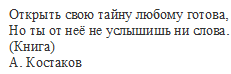 Открыть свою тайну любому готова,
Но ты от неё не услышишь ни слова.
(Книга)
А. Костаков